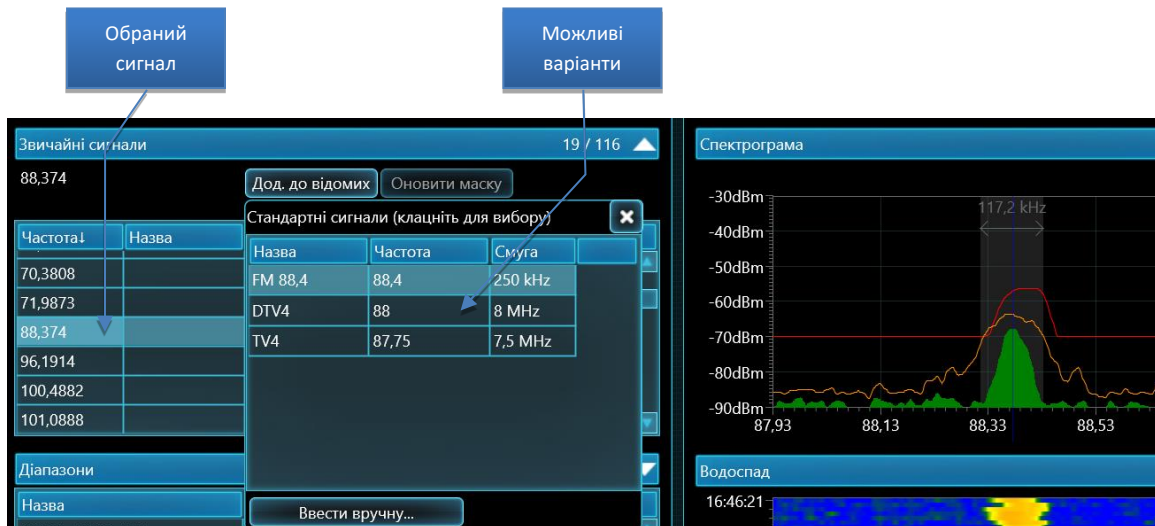 Обраний
сигнал
Можливі
варіанти
Звичайні сигнали 19 / 116
88,374
Дод. до відомих Оновити маску
Стандартні сигнали (клацніть для вибору)
Частота↓ Назва
70,3808
71,9873
88,374
96,1914
100,4882
101,0888
Назва Частота Смуга
FM 88,4 88,4 250 kHz
DTV4 88 8 MHz
TV4 87,75 7,5 MHz
Ввести вручну...
Діапазони
Назва
Спектрограма
117,2 kHz
-30dBm
-40dBm
-50dBm
-60dBm
-70dBm
-80dBm
-90dBm
87,93 88,13 88,33 88,53
Водоспад
16:46:21